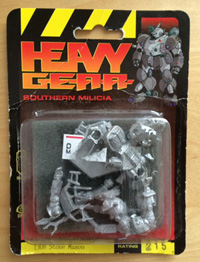 HEAVY
GEAR
SOUTHERN MILICIA
RATING 215